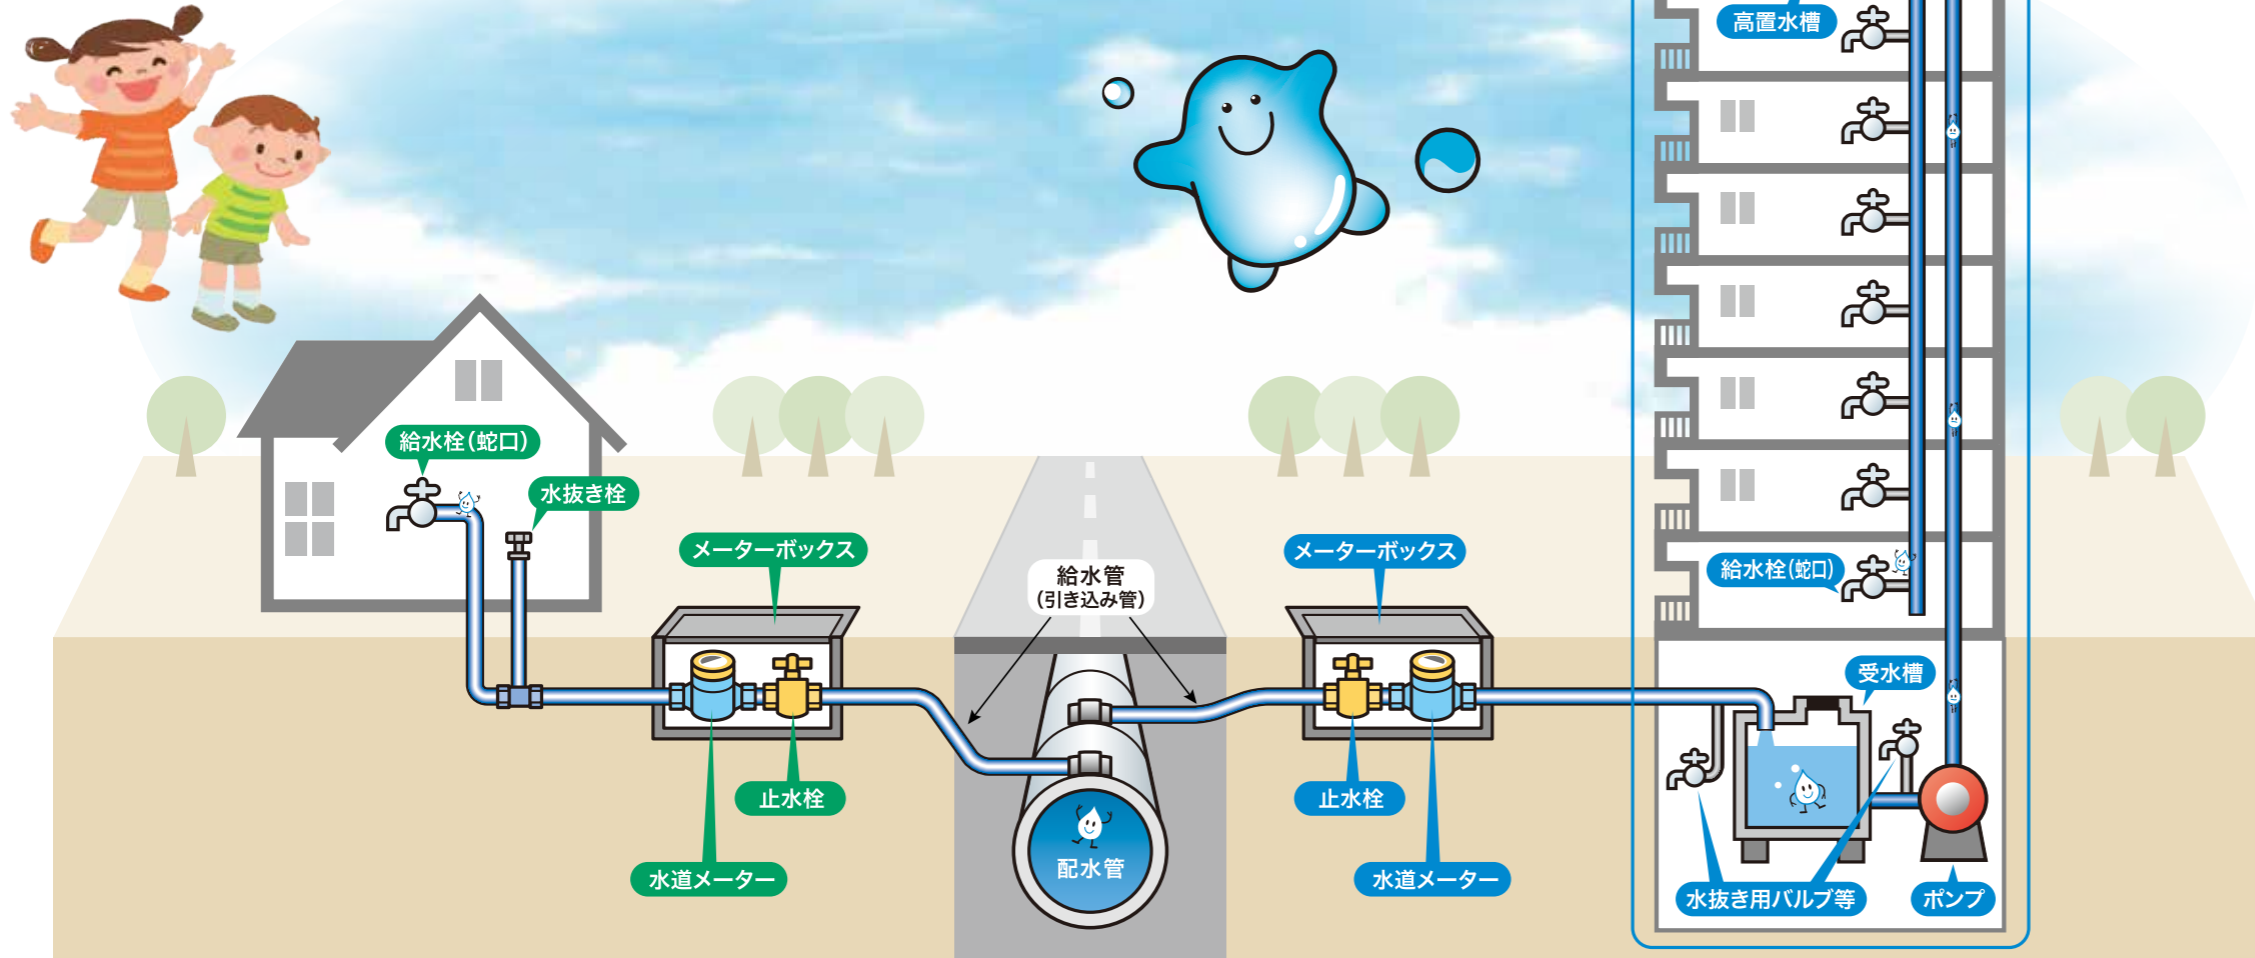 高置水槽
給水栓（蛇口）
水抜き栓
メーターボックス
給水管
（引き込み管）
メーターボックス
給水栓（蛇口）
受水槽
止水栓
止水栓
水道メーター
配水管
水道メーター
水抜き用バルブ等
ポンプ